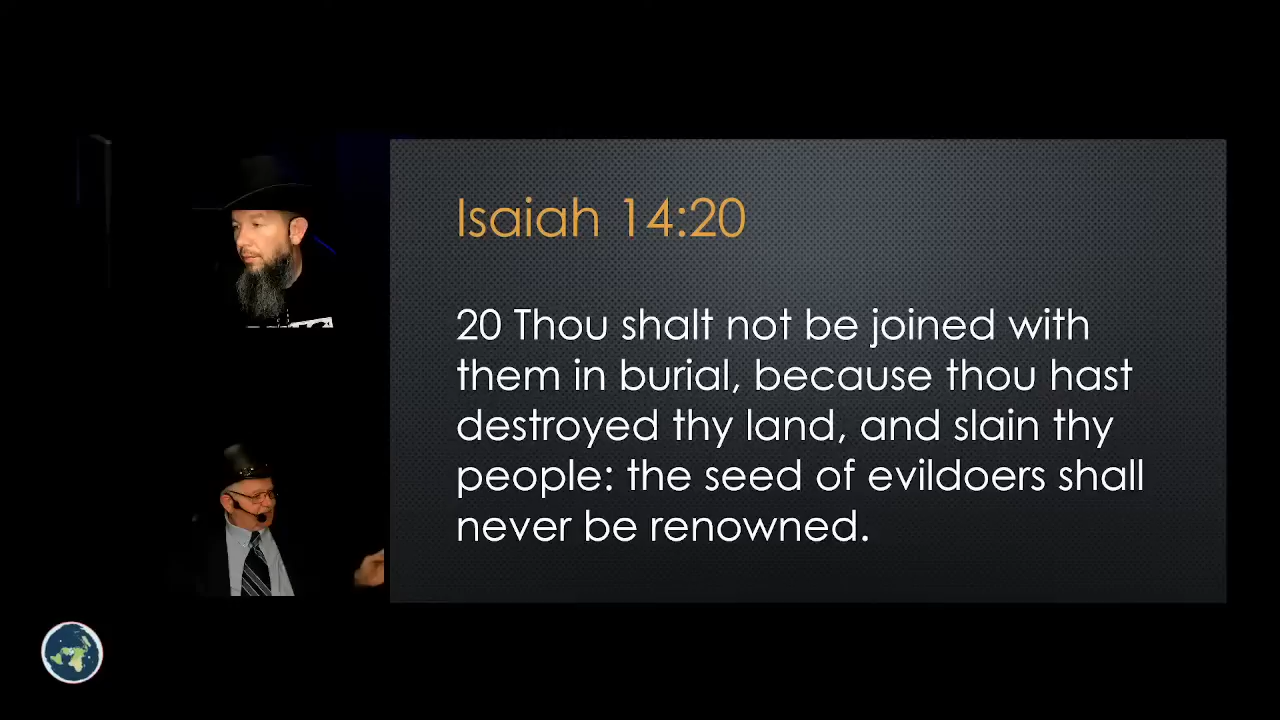 Isaiah 14:20
20 Thou shalt not be joined with
them in burial, because thou hast
destroyed thy land, and slain thy
people: the seed of evildoers shall
never be renowned.